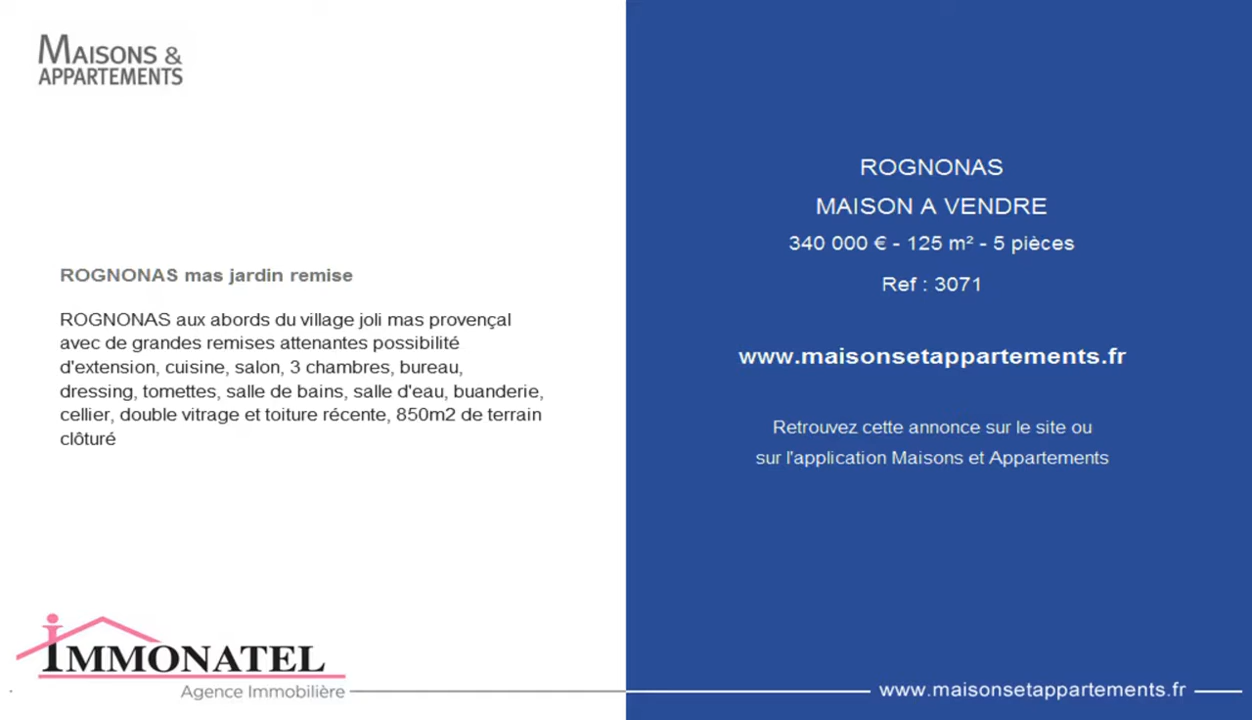 MAISONS &
APPARTEMENTS
ROGNONAS mas jardin remise
ROGNONAS aux abords du village joli mas provençal
avec de grandes remises attenantes possibilité
d'extension, cuisine, salon, 3 chambres, bureau,
dressing, tomettes, salle de bains, salle d'eau, buanderie,
cellier, double vitrage et toiture récente, 850m2 de terrain
clôturé
IMMONATEL
Agence Immobilière
ROGNONAS
MAISON A VENDRE
340 000 € - 125 m² - 5 pièces
Ref : 3071
www.maisonsetappartements.fr
Retrouvez cette annonce sur le site ou
sur l'application Maisons et Appartements
www.maisonsetappartements.fr